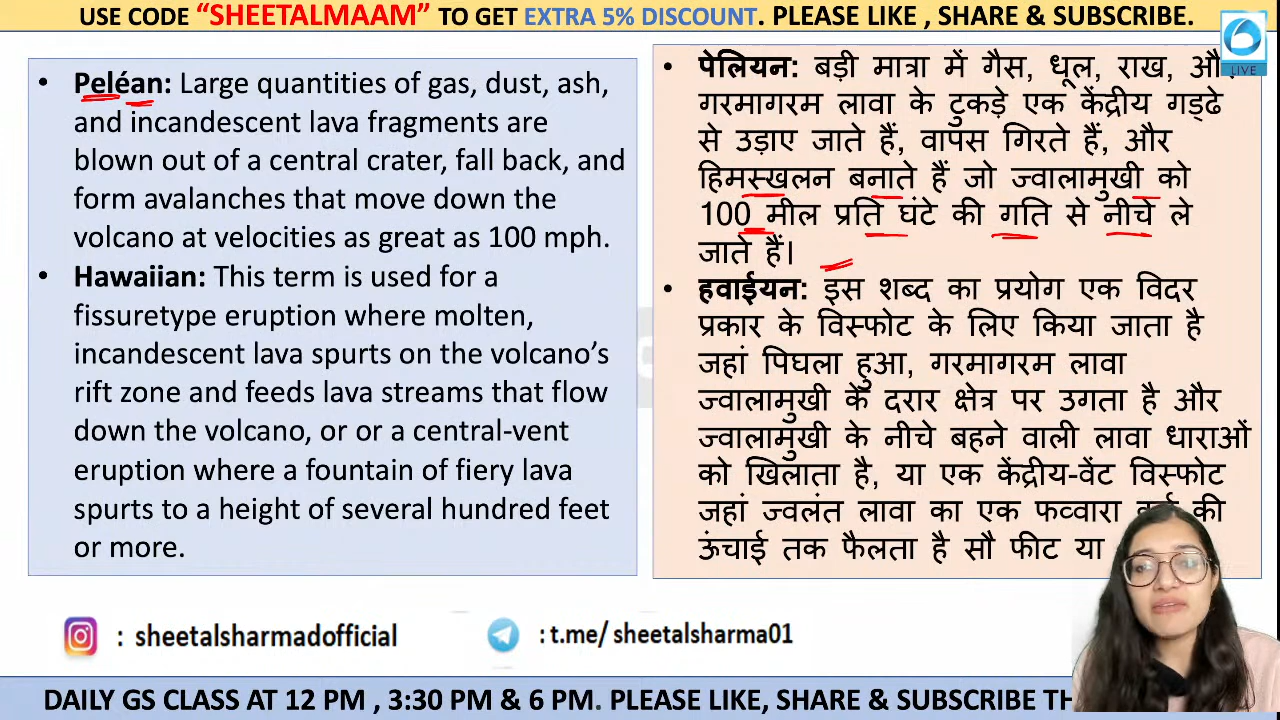 USE CODE “SHEETALMAAM” TO GET EXTRA 5% DISCOUNT. PLEASE LIKE , SHARE & SUBSCRIBE.
LIVE
• Peléan: Large quantities of gas, dust, ash,
and incandescent lava fragments are
blown out of a central crater, fall back, and
form avalanches that move down the
volcano at velocities as great as 100 mph.
• Hawaiian: This term is used for a
fissuretype eruption where molten,
incandescent lava spurts on the volcano’s
rift zone and feeds lava streams that flow
down the volcano, or or a central-vent
eruption where a fountain of fiery lava
spurts to a height of several hundred feet
or more.
• पेलियन: बड़ी मात्रा में गैस, धूल, राख, और
गरमागरम लावा के टुकड़े एक केंद्रीय गड्ढे
से उड़ाए जाते हैं, वापस गिरते हैं, और
हिमस्खलन बनाते हैं जो ज्वालामुखी को
100 मील प्रति घंटे की गति से नीचे ले
जाते हैं।
• हवाईयन: इस शब्द का प्रयोग एक विदर
प्रकार के विस्फोट के लिए किया जाता है
जहां पिघला हुआ, गरमागरम लावा
ज्वालामुखी के दरार क्षेत्र पर उगता है और
ज्वालामुखी के नीचे बहने वाली लावा धाराओं
को खिलाता है, या एक केंद्रीय-वेंट विस्फोट
जहां ज्वलंत लावा का एक फव्वारा की
ऊंचाई तक फैलता है सौ फीट या
: sheetalsharmadofficial
: t.me/ sheetalsharma01
DAILY GS CLASS AT 12 PM , 3:30 PM & 6 PM. PLEASE LIKE, SHARE & SUBSCRIBE